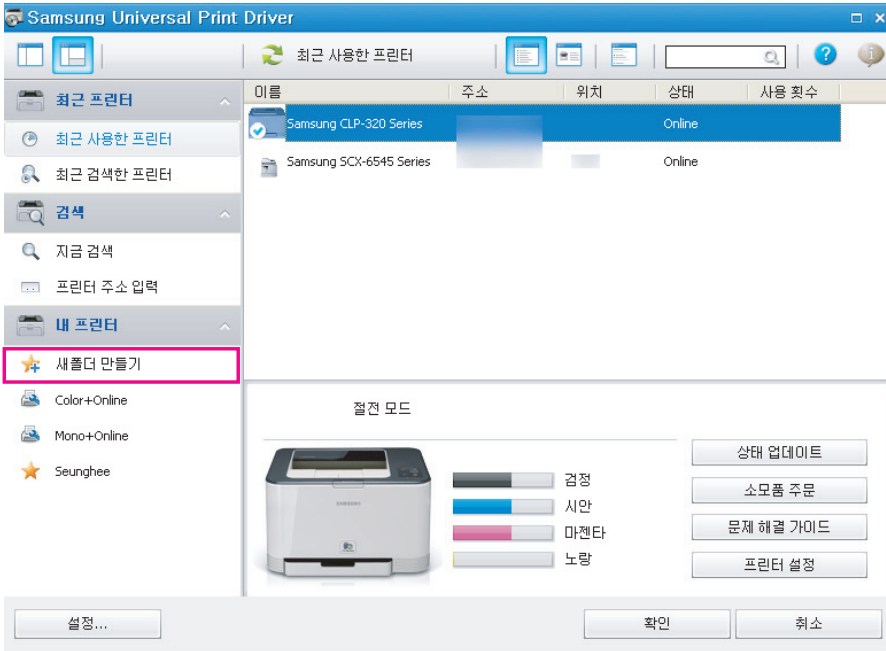 Samsung Universal Print Driver
최근 사용한 프린터
최근 프린터
최근 사용한 프린터
최근 검색한 프린터
검색
지금 검색
프린터 주소 입력
내 프린터
새폴더 만들기
Color+Online
Mono+Online
Seunghee
이름 주소 위치 상태 사용 횟수
Samsung CLP-320 Series Online
Samsung SCX-6545 Series Online
절전 모드
SAMSUNG
검정
시안
마젠타
노랑
상태 업데이트
소모품 주문
문제 해결 가이드
프린터 설정
설정...
확인
취소